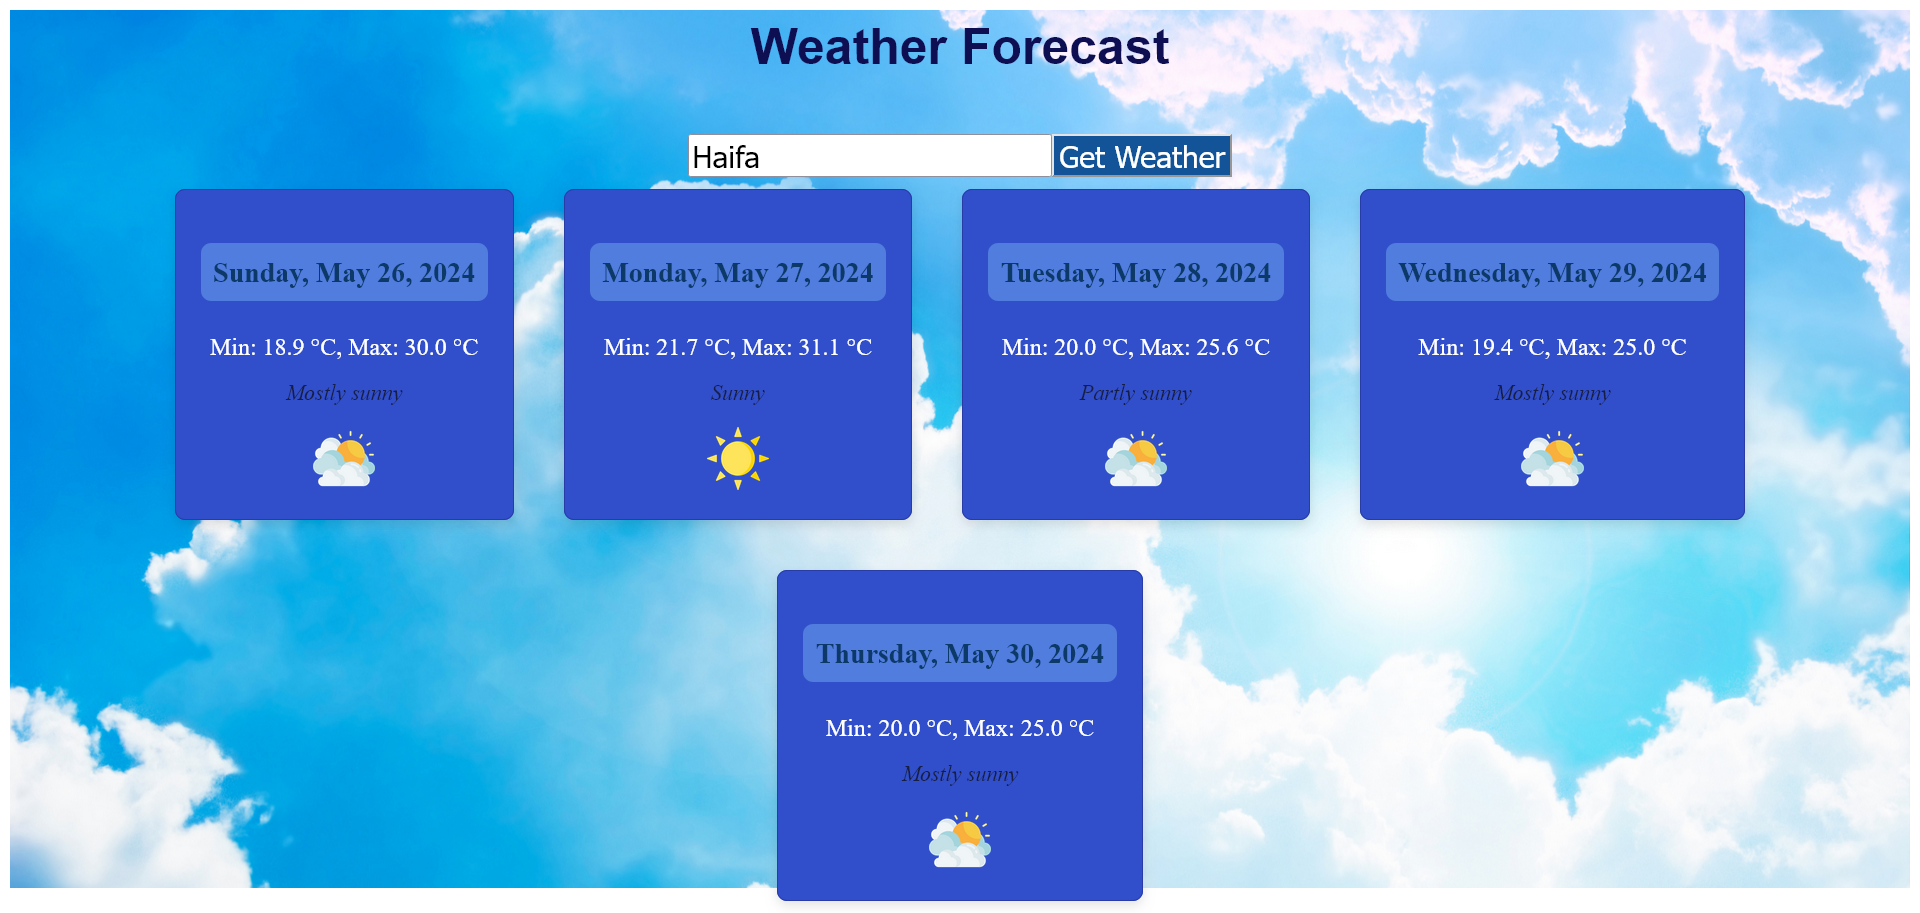 Weather Forecast
Haifa
Get Weather
Sunday, May 26, 2024
Min: 18.9 °C, Max: 30.0 °C
Mostly sunny
Monday, May 27, 2024
Min: 21.7 °C, Max: 31.1 °C
Sunny
Tuesday, May 28, 2024
Min: 20.0 °C, Max: 25.6 °C
Partly sunny
Wednesday, May 29, 2024
Min: 19.4 °C, Max: 25.0 °C
Mostly sunny
Thursday, May 30, 2024
Min: 20.0 °C, Max: 25.0 °C
Mostly sunny